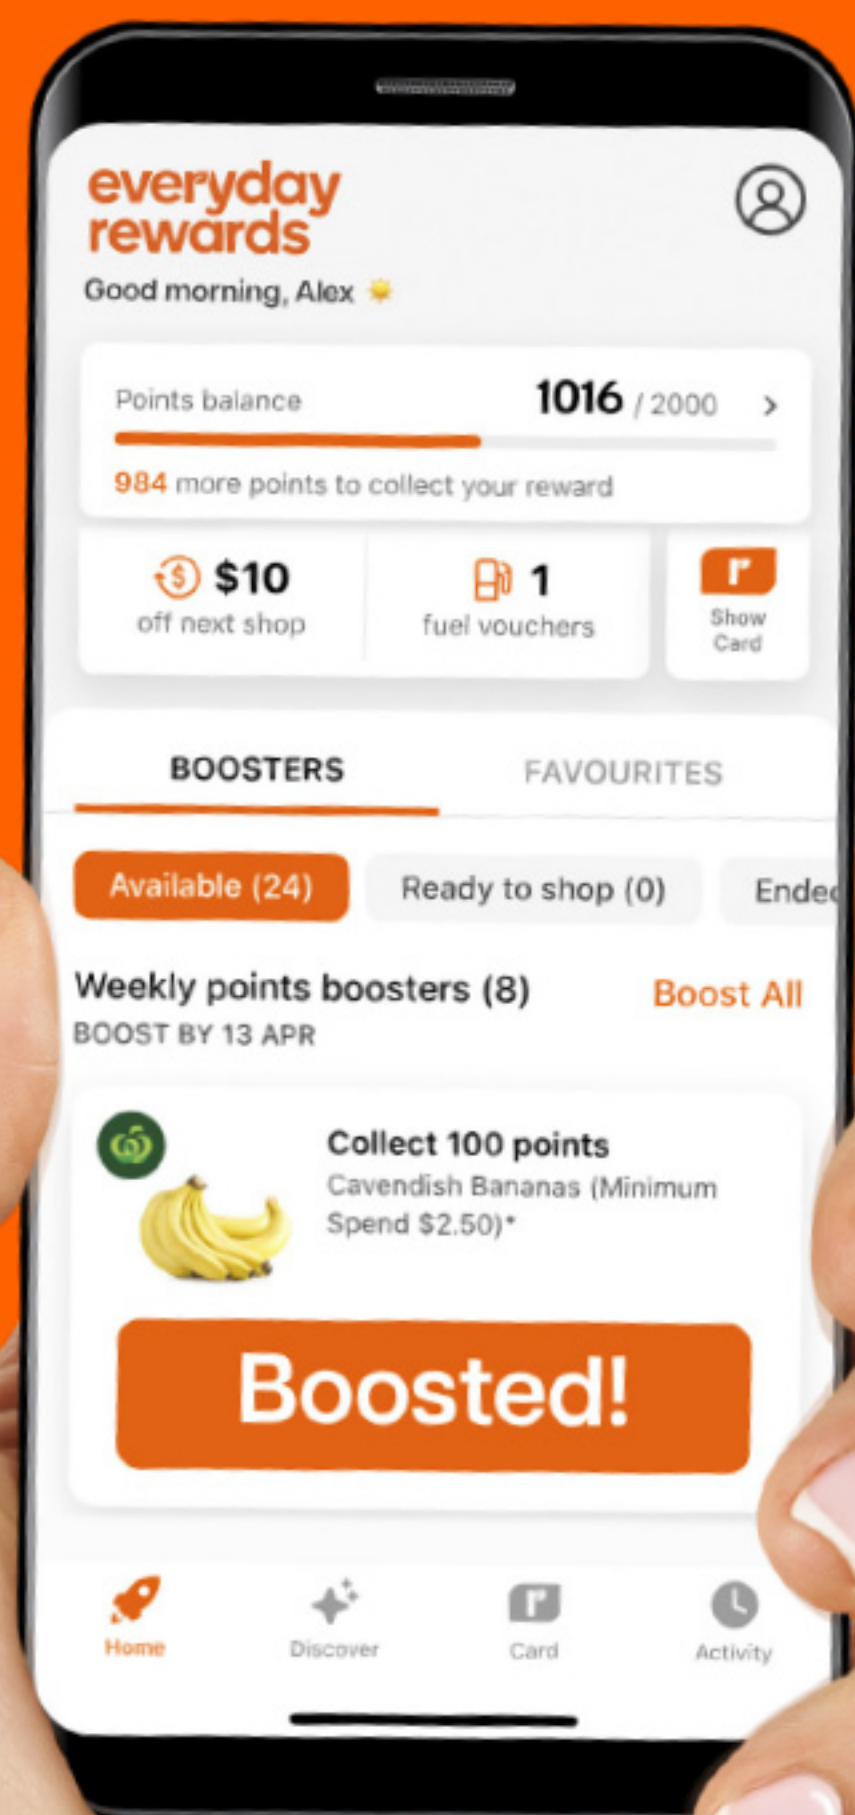 everyday
rewards
Good morning, Alex
Points balance 1016 / 2000
984 more points to collect your reward
$ $10
off next shop
1
fuel vouchers
r
Show
Card
BOOSTERS FAVOURITES
Available (24) Ready to shop (0) Ended
Weekly points boosters (8) Boost All
BOOST BY 13 APR
Collect 100 points
Cavendish Bananas (Minimum
Spend $2.50)*
Boosted!
Home Discover r Card Activity